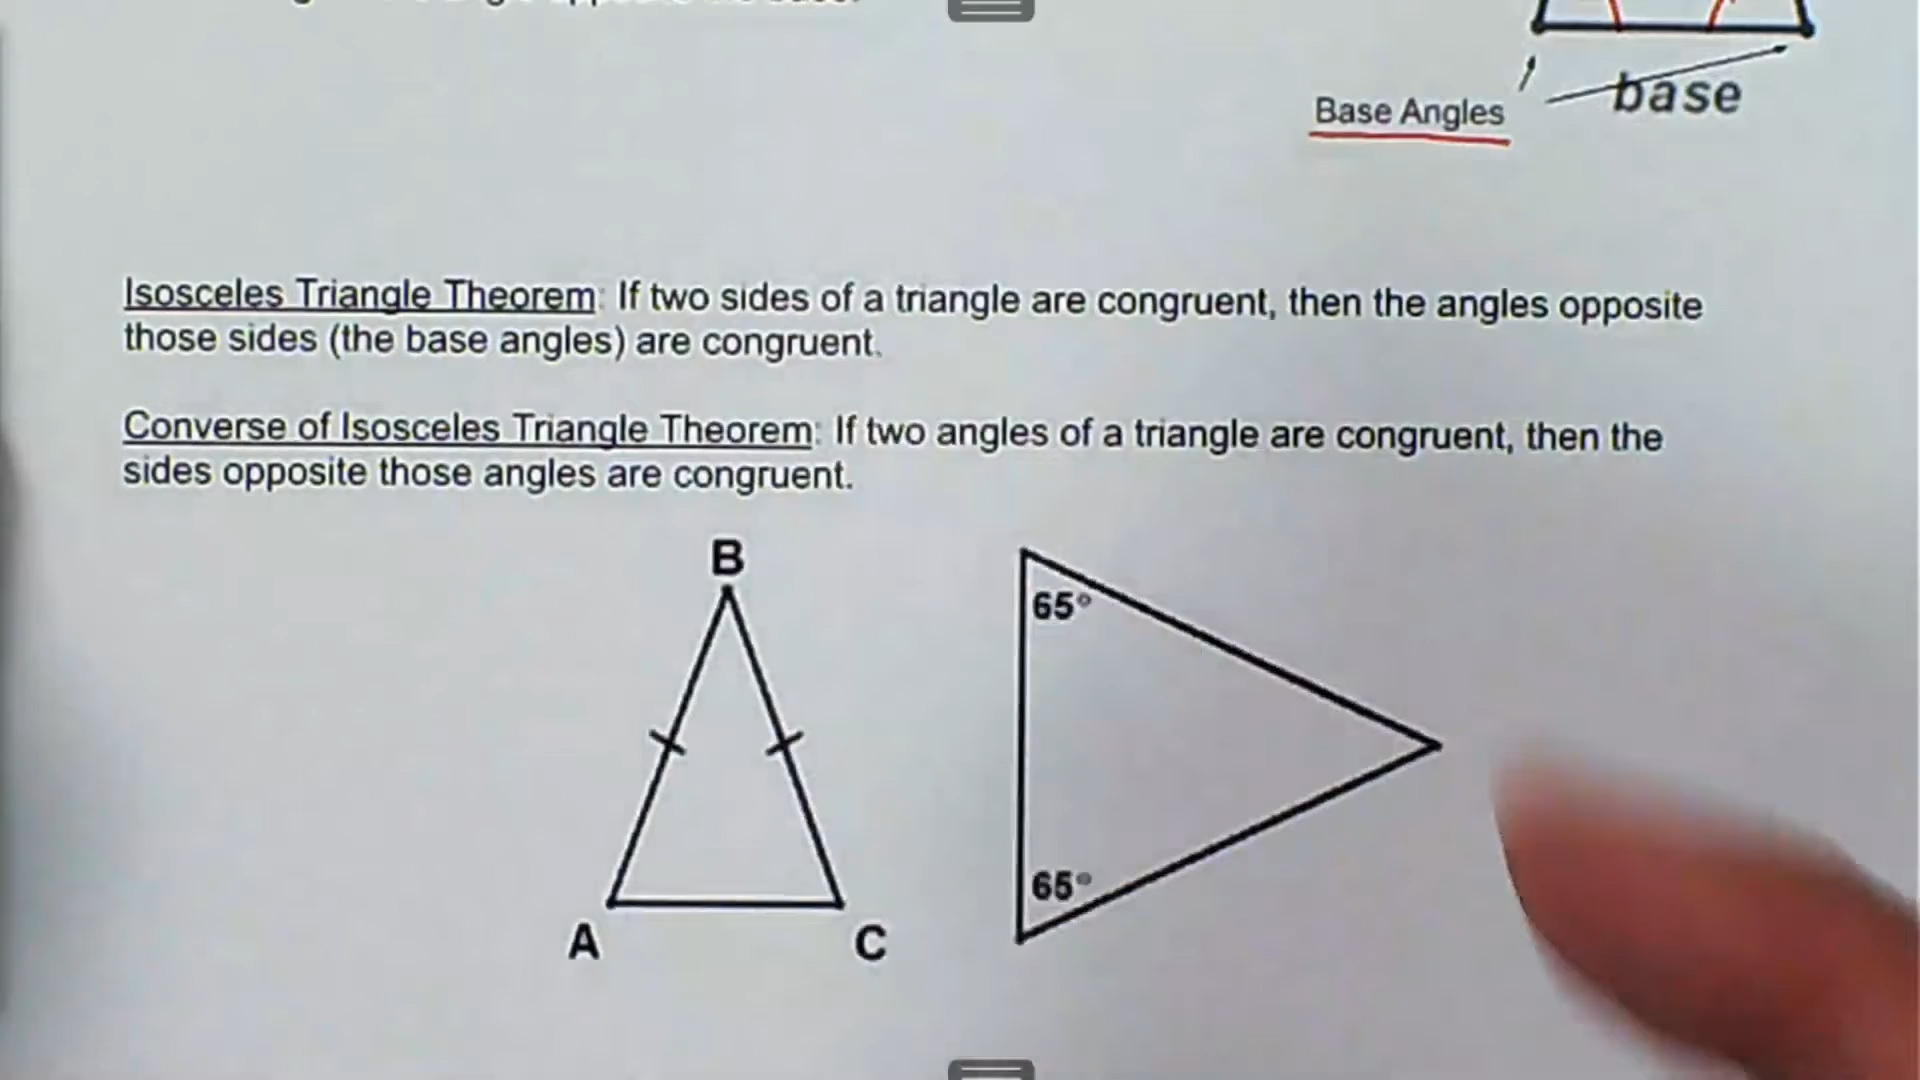 base
Base Angles
Isosceles Triangle Theorem: If two sides of a triangle are congruent, then the angles opposite
those sides (the base angles) are congruent.
Converse of Isosceles Triangle Theorem: If two angles of a triangle are congruent, then the
sides opposite those angles are congruent.
B
65°
65°
A
C